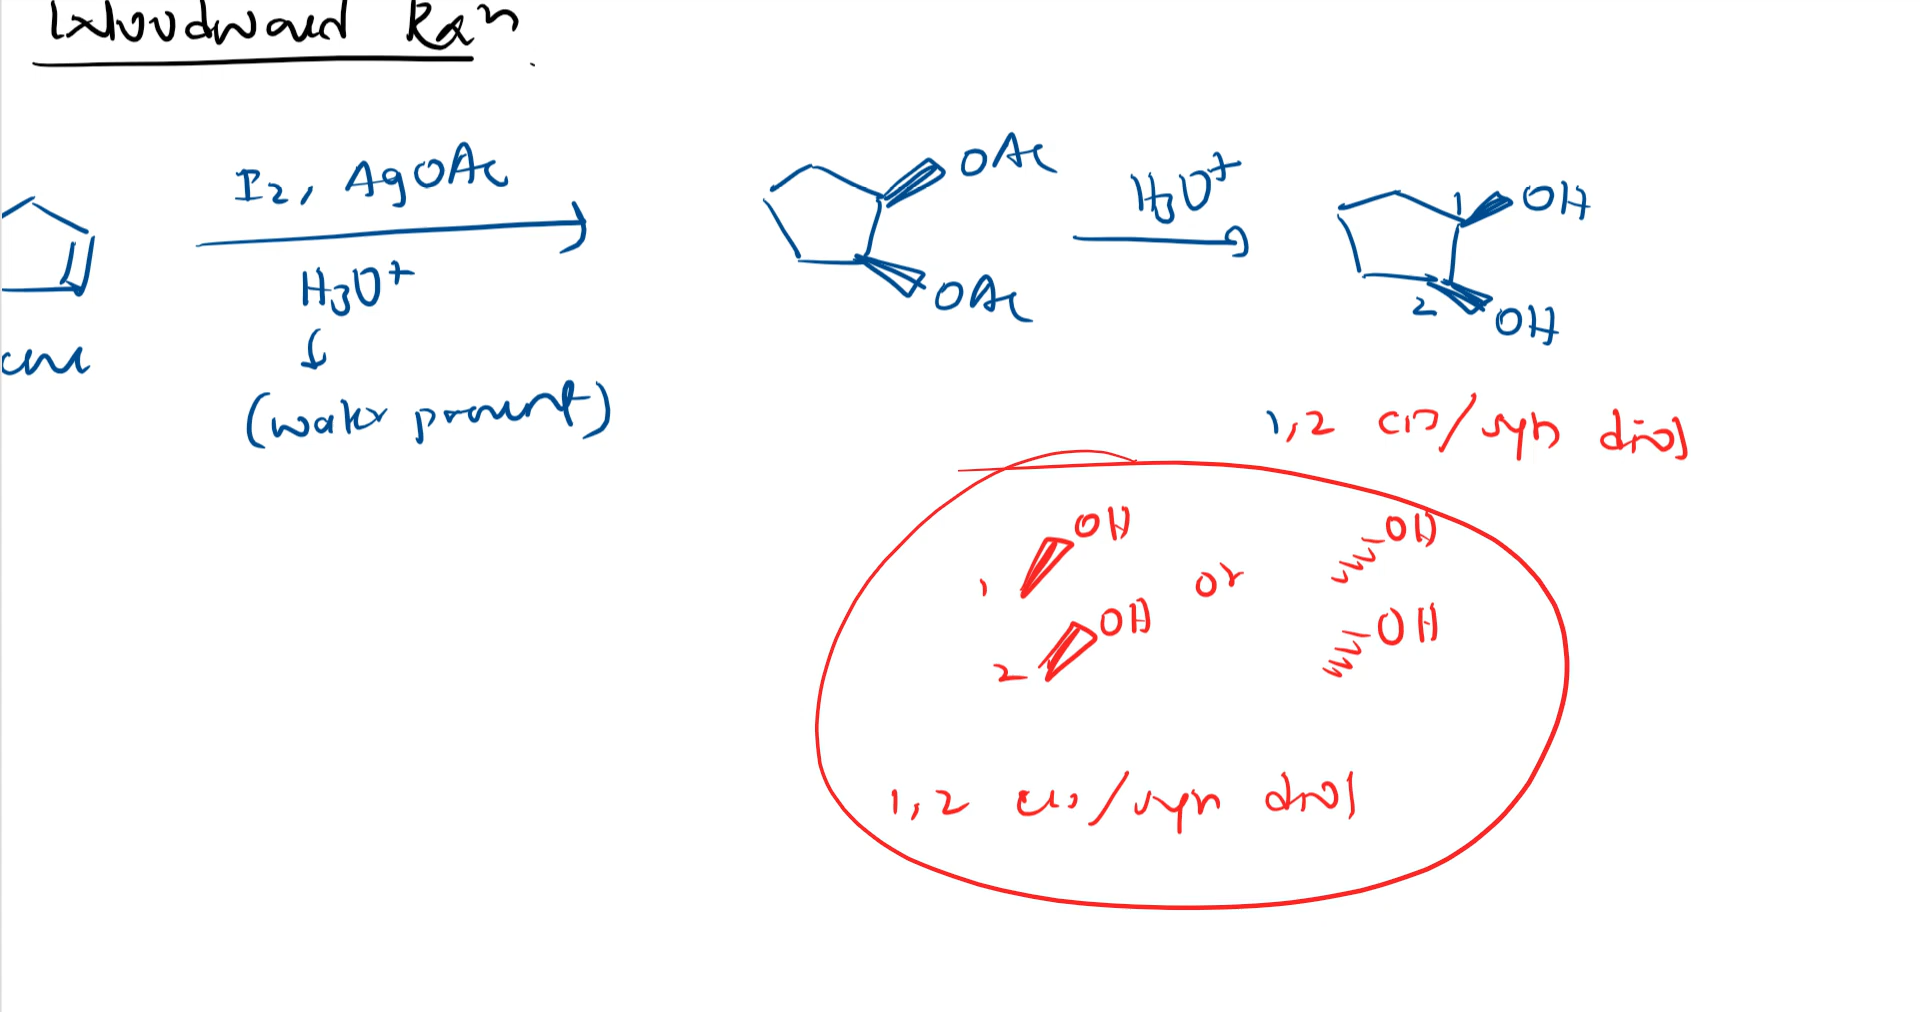 Woodward Rxn
I2, AgOAc
H3O+
(water present)
OAc
OAc
H3O+
1 OH
2 OH
1,2 cis/syn diol
1 OH or OH
2 OH OH
1,2 cis/syn diol